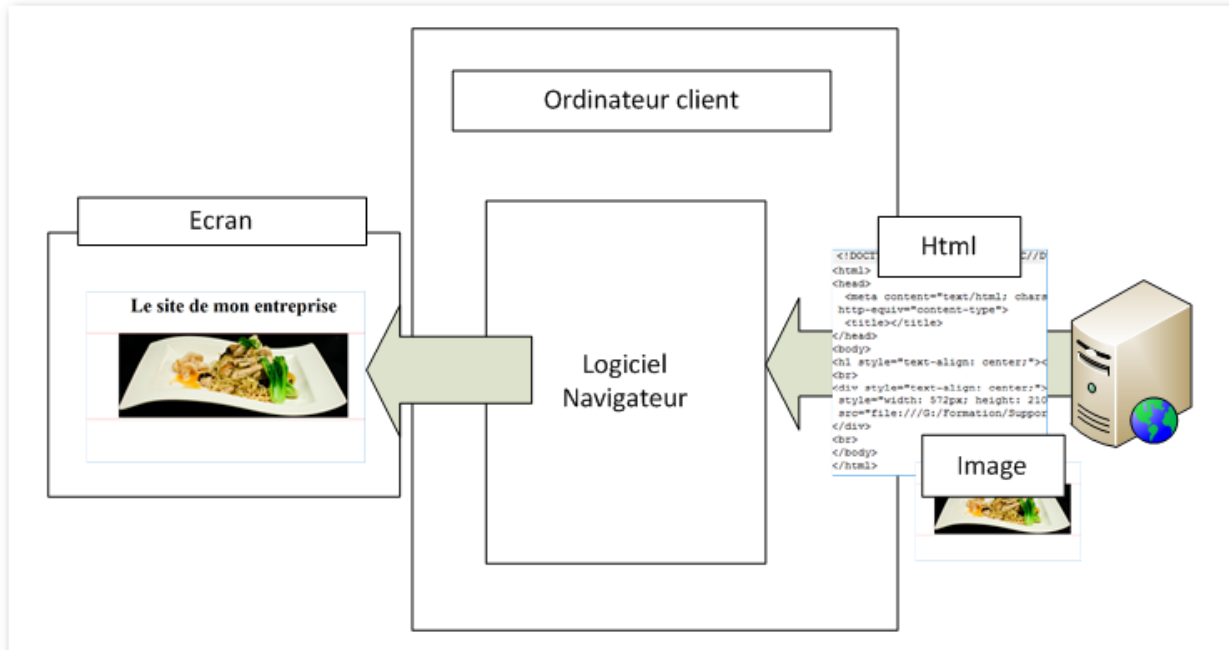 Ordinateur client
Ecran
Le site de mon entreprise
Logiciel
Navigateur
Html
<!DOCT C//D
<html>
<head>
<meta content="text/html; chars
http-equiv="content-type">
<title></title>
</head>
<body>
<h1 style="text-align: center;"><
<br>
<div style="text-align: center;">
style="width: 572px; height: 210
src="file:///G:/Formation/Suppor
</div>
<br>
</body>
</html>
Image